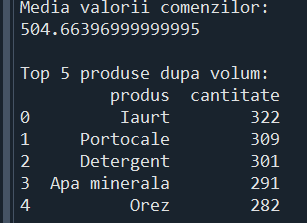 Media valorii comenzilor:
504.66396999999995
Top 5 produse dupa volum:
produs cantitate
0 Iaurt 322
1 Portocale 309
2 Detergent 301
3 Apa minerala 291
4 Orez 282